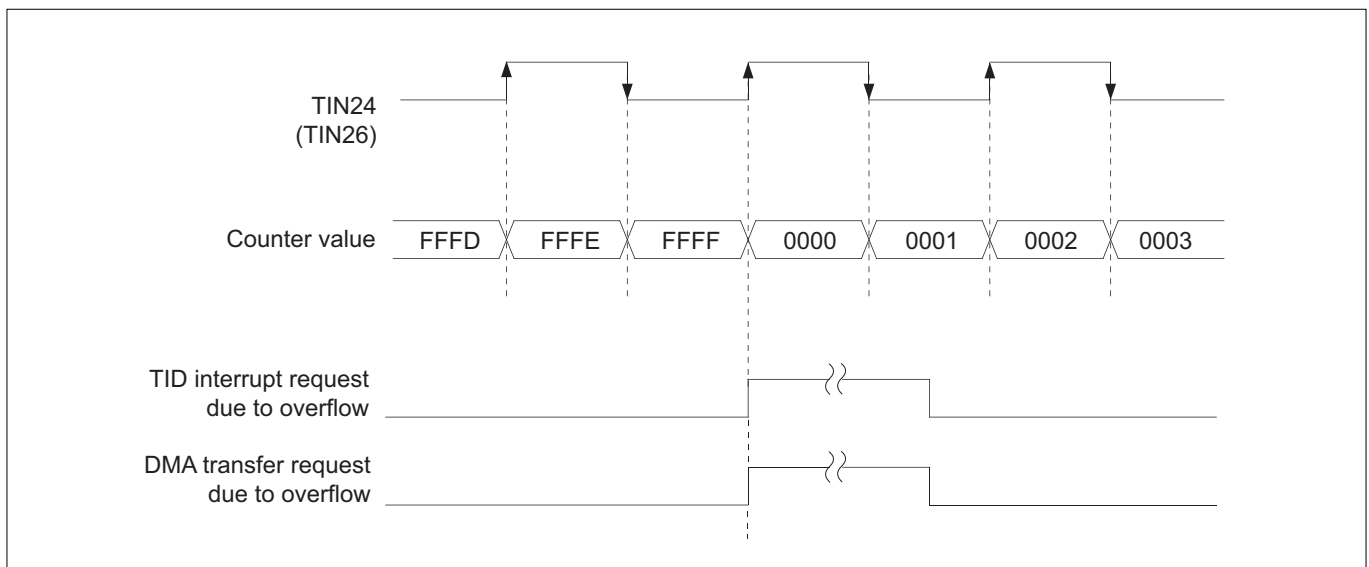 TIN24
(TIN26)
Counter value FFFD FFFE FFFF 0000 0001 0002 0003
TID interrupt request
due to overflow
DMA transfer request
due to overflow